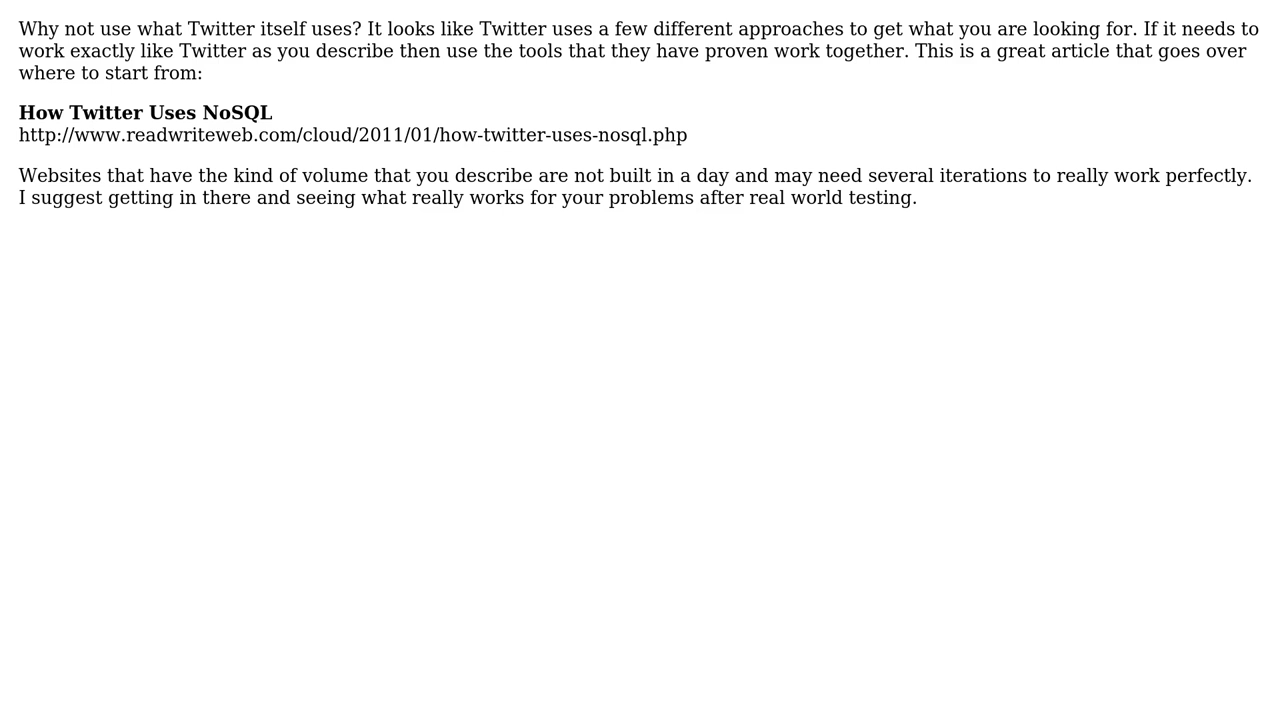 Why not use what Twitter itself uses? It looks like Twitter uses a few different approaches to get what you are looking for. If it needs to
work exactly like Twitter as you describe then use the tools that they have proven work together. This is a great article that goes over
where to start from:
How Twitter Uses NoSQL
http://www.readwriteweb.com/cloud/2011/01/how-twitter-uses-nosql.php
Websites that have the kind of volume that you describe are not built in a day and may need several iterations to really work perfectly.
I suggest getting in there and seeing what really works for your problems after real world testing.